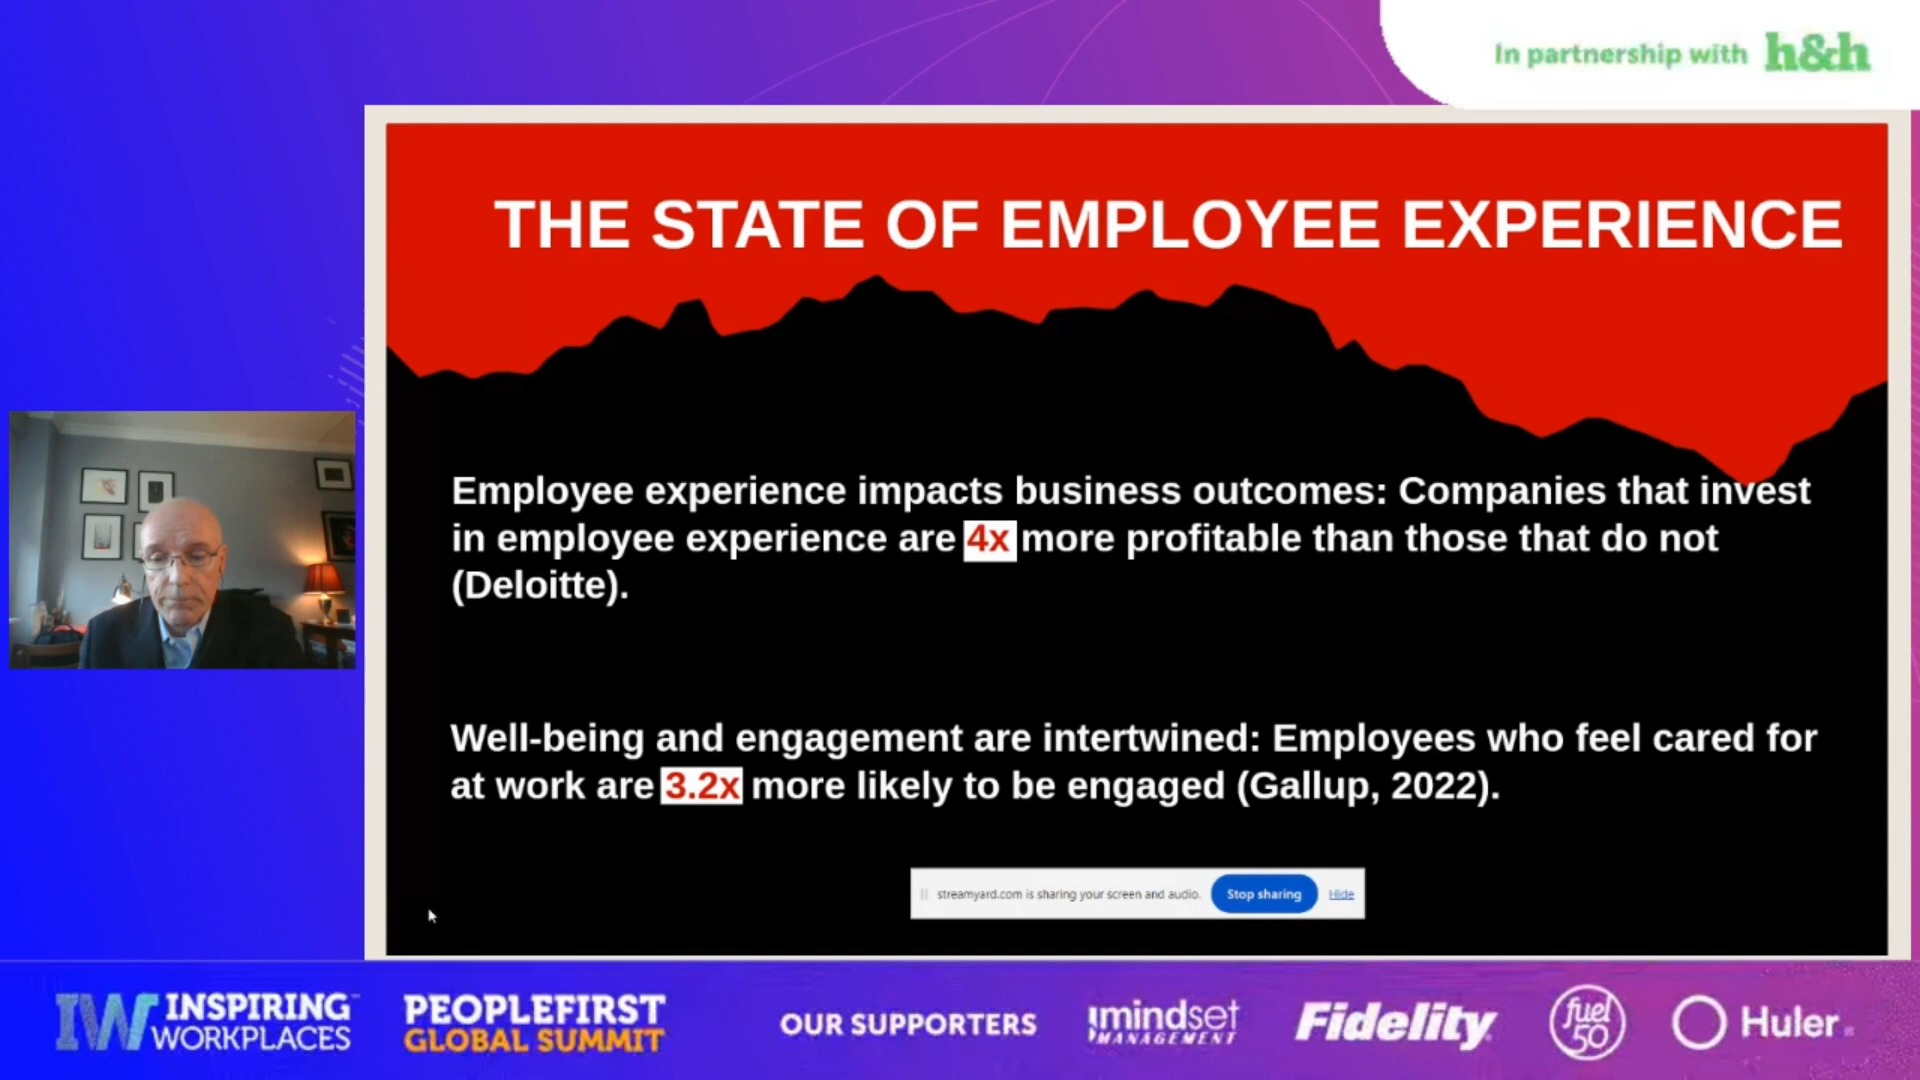 In partnership with h&h
THE STATE OF EMPLOYEE EXPERIENCE
Employee experience impacts business outcomes: Companies that invest
in employee experience are 4x more profitable than those that do not
(Deloitte).
Well-being and engagement are intertwined: Employees who feel cared for
at work are 3.2x more likely to be engaged (Gallup, 2022).
streamyard.com is sharing your screen and audio. Stop sharing Hide
IW INSPIRING
WORKPLACES
PEOPLEFIRST
GLOBAL SUMMIT
OUR SUPPORTERS
mindset
MANAGEMENT
Fidelity
fuel
50
Huler